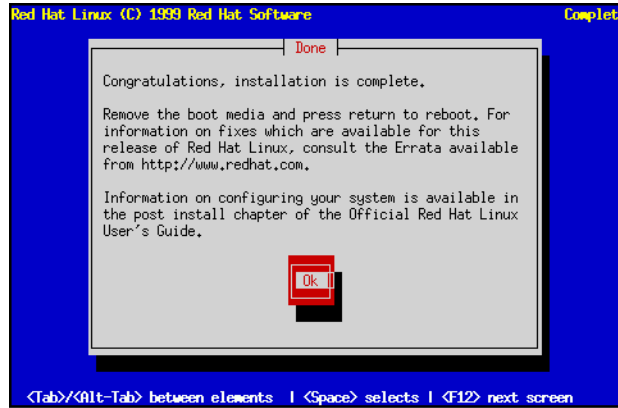 Red Hat Linux (C) 1999 Red Hat Software Complet
Done
Congratulations, installation is complete.
Remove the boot media and press return to reboot. For
information on fixes which are available for this
release of Red Hat Linux, consult the Errata available
from http://www.redhat.com.
Information on configuring your system is available in
the post install chapter of the Official Red Hat Linux
User's Guide.
Ok
<Tab>/<Alt-Tab> between elements | <Space> selects | <F12> next screen